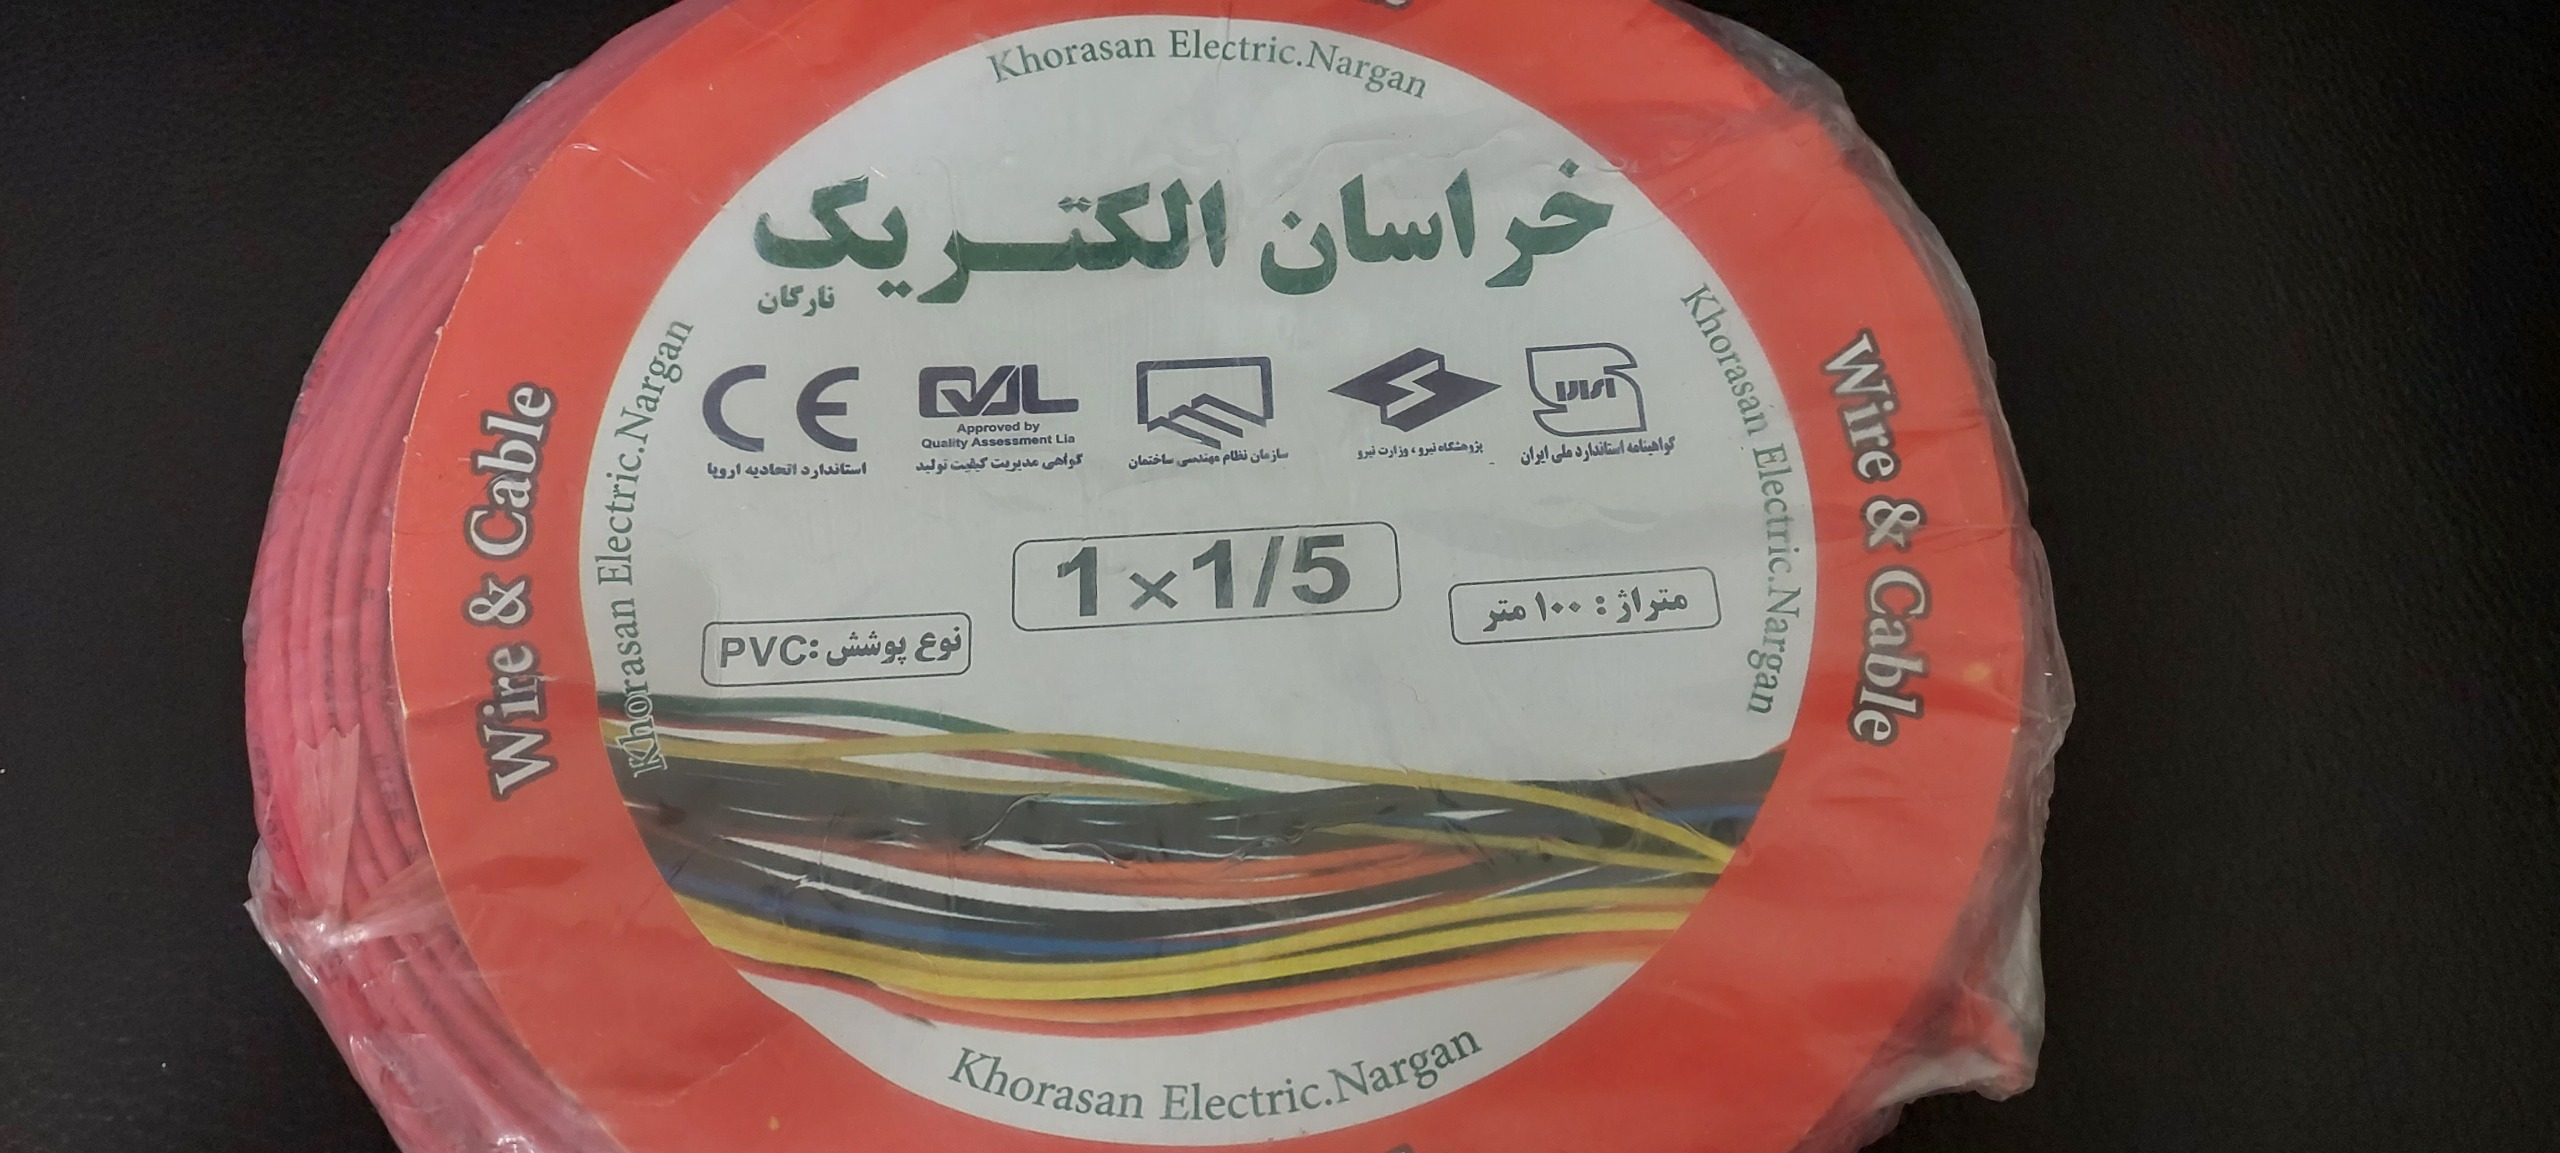 Khorasan Electric.Nargan
خراسان الکتریک
نارگان
Khorasan Electric.Nargan
Khorasan Electric.Nargan
Wire & Cable
Wire & Cable
گواهینامه استاندارد ملی ایران
پژوهشگاه نیرو ، وزارت نیرو
سازمان نظام مهندسی ساختمان
QAL
Approved by
Quality Assessment Lia
گواهی مدیریت کیفیت تولید
CE
استاندارد اتحادیه اروپا
1×1/5
متراژ : ۱۰۰ متر
نوع پوشش :PVC
Khorasan Electric.Nargan